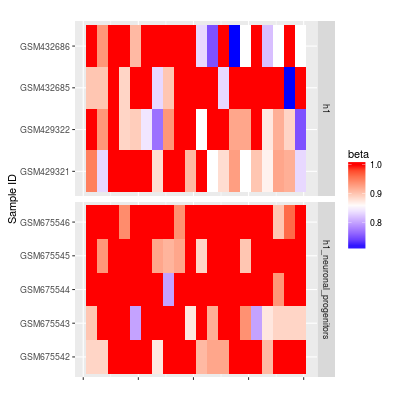 GSM432686
GSM432685
GSM429322
GSM429321
h1
GSM675546
GSM675545
GSM675544
GSM675543
GSM675542
h1_neuronal_progenitors
Sample ID
beta
1.0
0.9
0.8